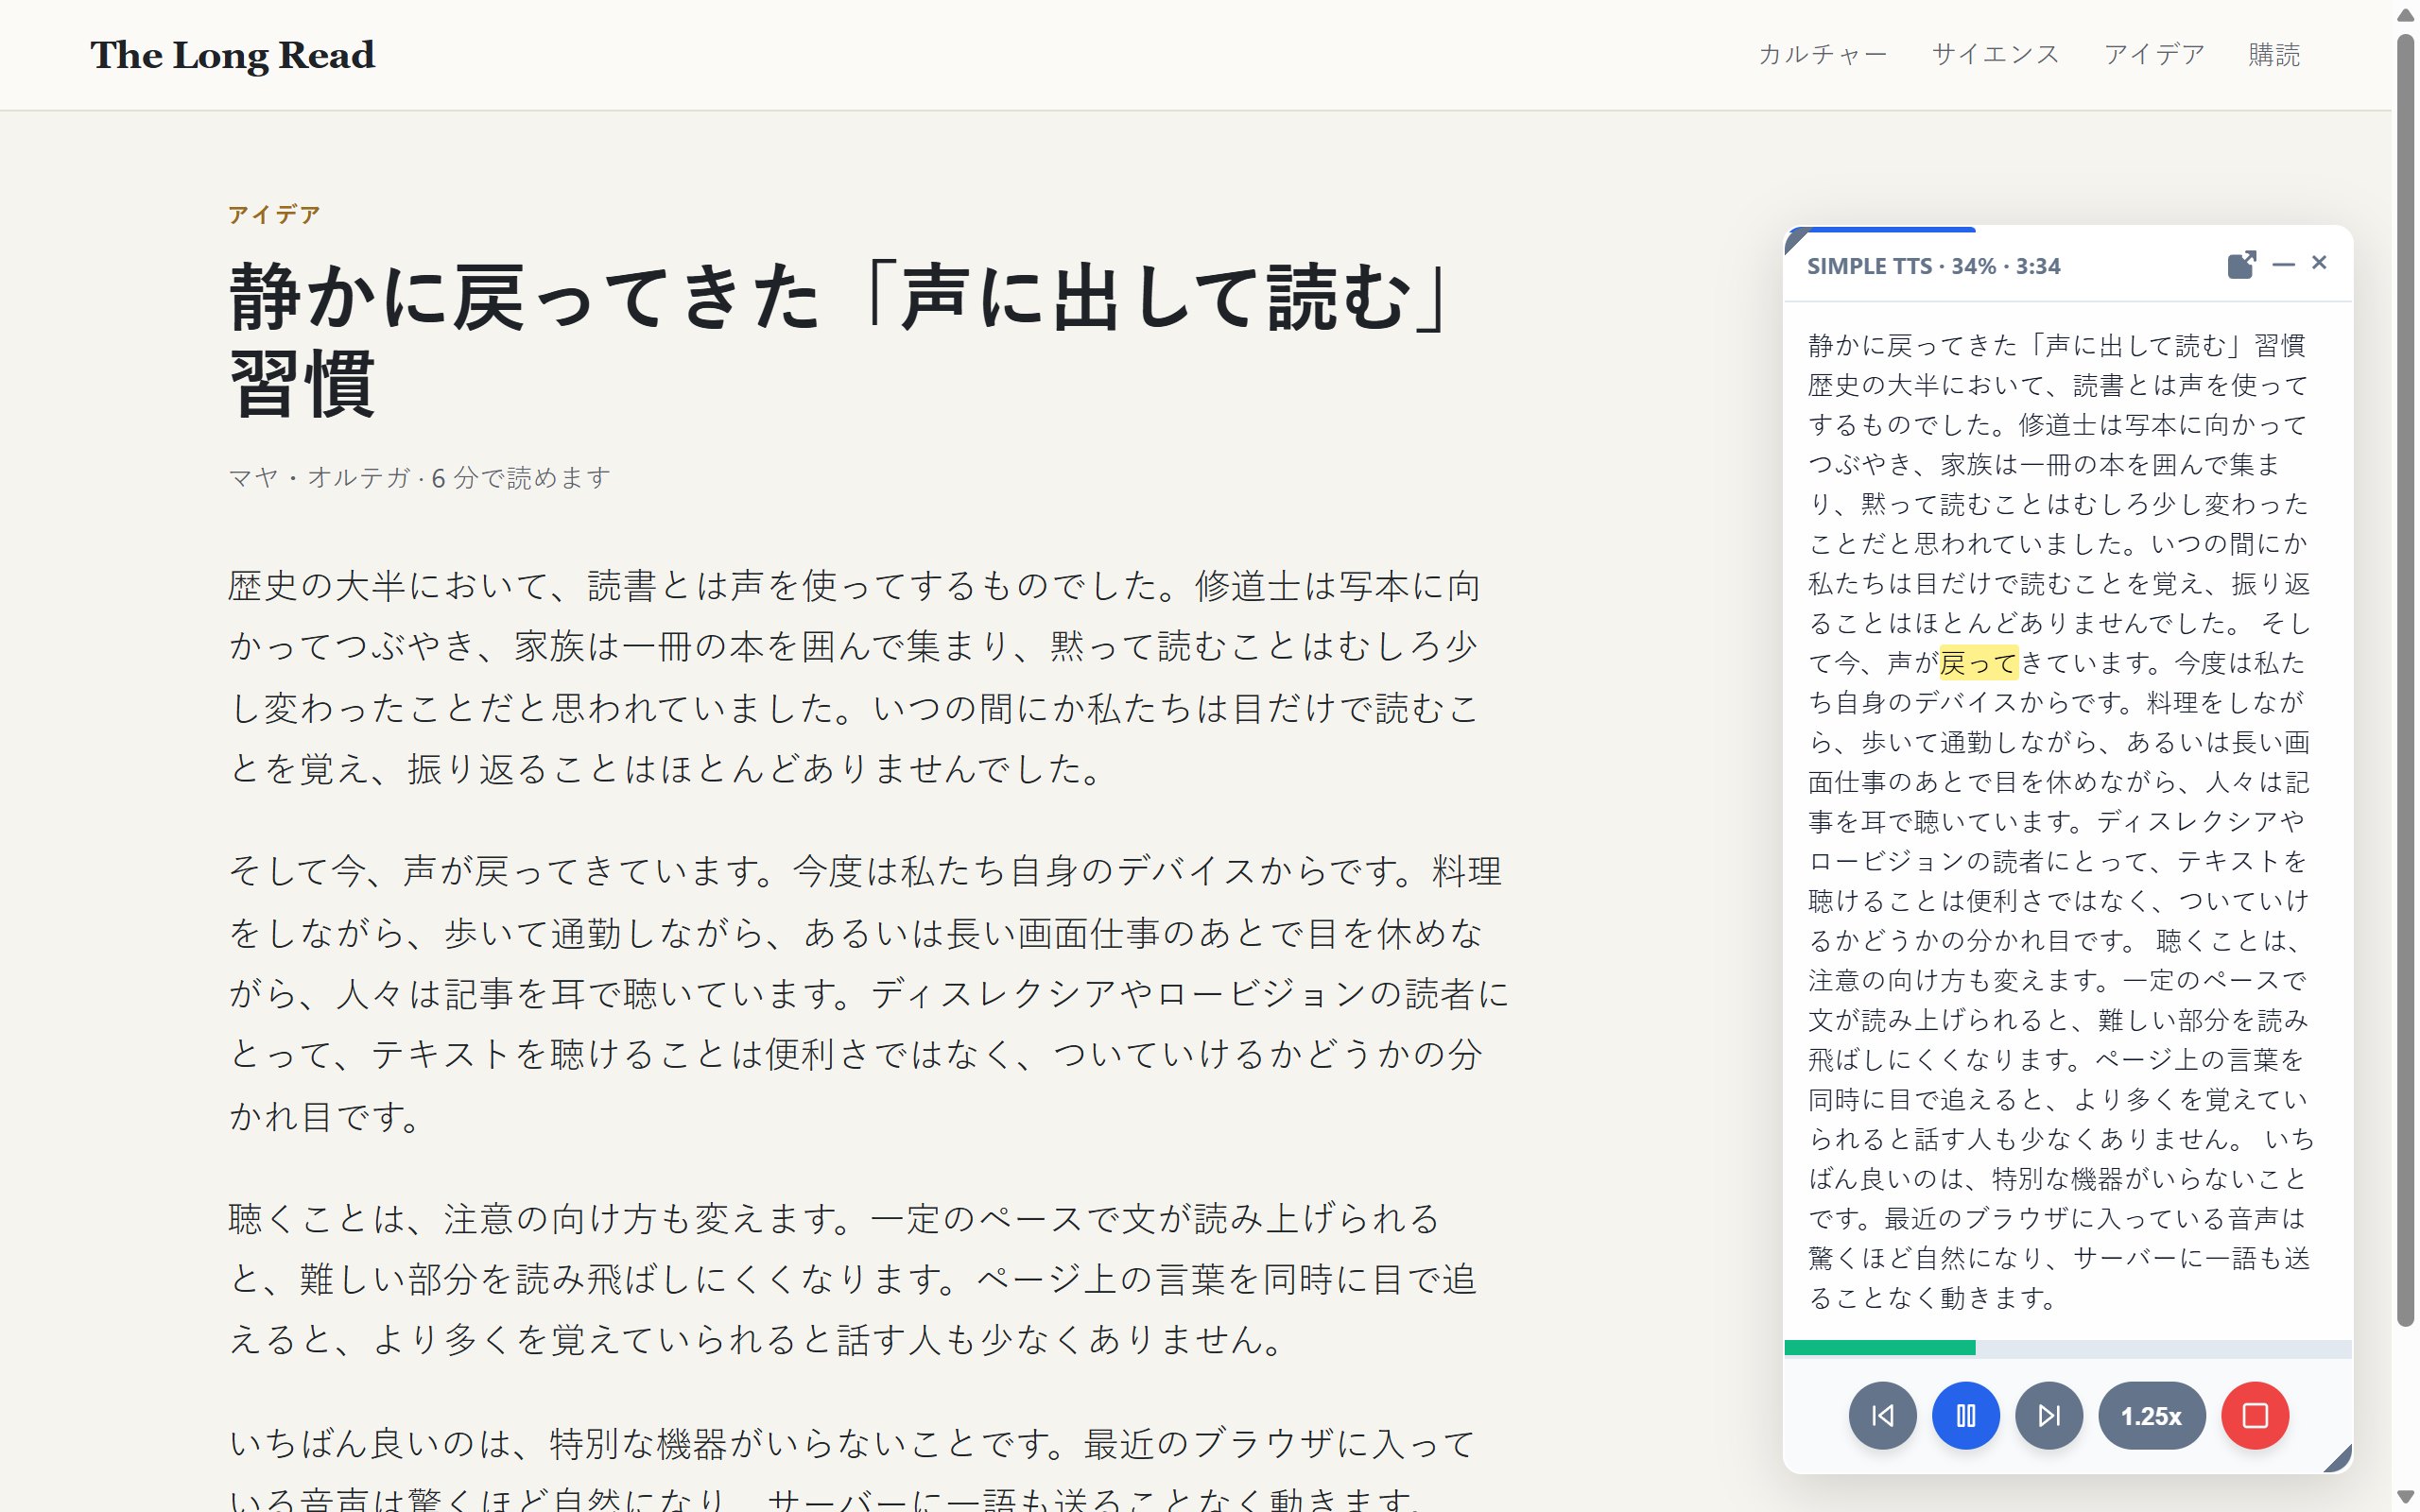 The Long Read
カルチャー サイエンス アイデア 購読
アイデア
静かに戻ってきた「声に出して読む」
習慣
マヤ・オルテガ · 6 分で読めます
歴史の大半において、読書とは声を使ってするものでした。修道士は写本に向
かってつぶやき、家族は一冊の本を囲んで集まり、黙って読むことはむしろ少
し変わったことだと思われていました。いつの間にか私たちは目だけで読むこ
とを覚え、振り返ることはほとんどありませんでした。
そして今、声が戻ってきています。今度は私たち自身のデバイスからです。料理
をしながら、歩いて通勤しながら、あるいは長い画面仕事のあとで目を休めな
がら、人々は記事を耳で聴いています。ディスレクシアやロービジョンの読者に
とって、テキストを聴けることは便利さではなく、ついていけるかどうかの分
かれ目です。
聴くことは、注意の向け方も変えます。一定のペースで文が読み上げられる
と、難しい部分を読み飛ばしにくくなります。ページ上の言葉を同時に目で追
えると、より多くを覚えていられると話す人も少なくありません。
いちばん良いのは、特別な機器がいらないことです。最近のブラウザに入って
いる音声は驚くほど自然になり、サーバーに一語も送ることなく動きます。
SIMPLE TTS · 34% · 3:34
静かに戻ってきた「声に出して読む」習慣
歴史の大半において、読書とは声を使って
するものでした。修道士は写本に向かって
つぶやき、家族は一冊の本を囲んで集ま
り、黙って読むことはむしろ少し変わった
ことだと思われていました。いつの間にか
私たちは目だけで読むことを覚え、振り返
ることはほとんどありませんでした。 そし
て今、声が戻ってきています。今度は私た
ち自身のデバイスからです。料理をしなが
ら、歩いて通勤しながら、あるいは長い画
面仕事のあとで目を休めながら、人々は記
事を耳で聴いています。ディスレクシアや
ロービジョンの読者にとって、テキストを
聴けることは便利さではなく、ついていけ
るかどうかの分かれ目です。 聴くことは、
注意の向け方も変えます。一定のペースで
文が読み上げられると、難しい部分を読み
飛ばしにくくなります。ページ上の言葉を
同時に目で追えると、より多くを覚えてい
られると話す人も少なくありません。 いち
ばん良いのは、特別な機器がいらないこと
です。最近のブラウザに入っている音声は
驚くほど自然になり、サーバーに一語も送
ることなく動きます。
1.25x